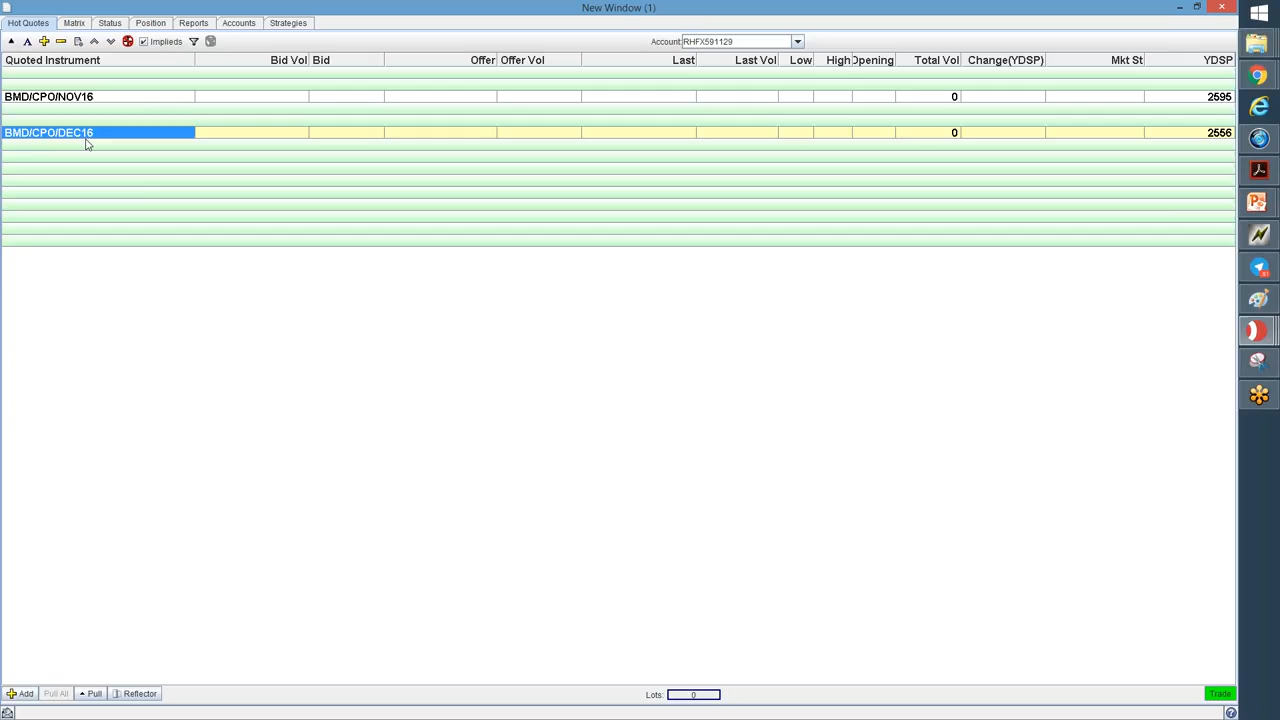 New Window (1)
Hot Quotes Matrix Status Position Reports Accounts Strategies
A Implieds Account: RHFX591129
Quoted Instrument Bid Vol Bid Offer Offer Vol Last Last Vol Low High Opening Total Vol Change(YDSP) Mkt St YDSP
BMD/CPO/NOV16 0 2595
BMD/CPO/DEC16 0 2556
Add Pull All Pull Reflector Lots: 0 Trade